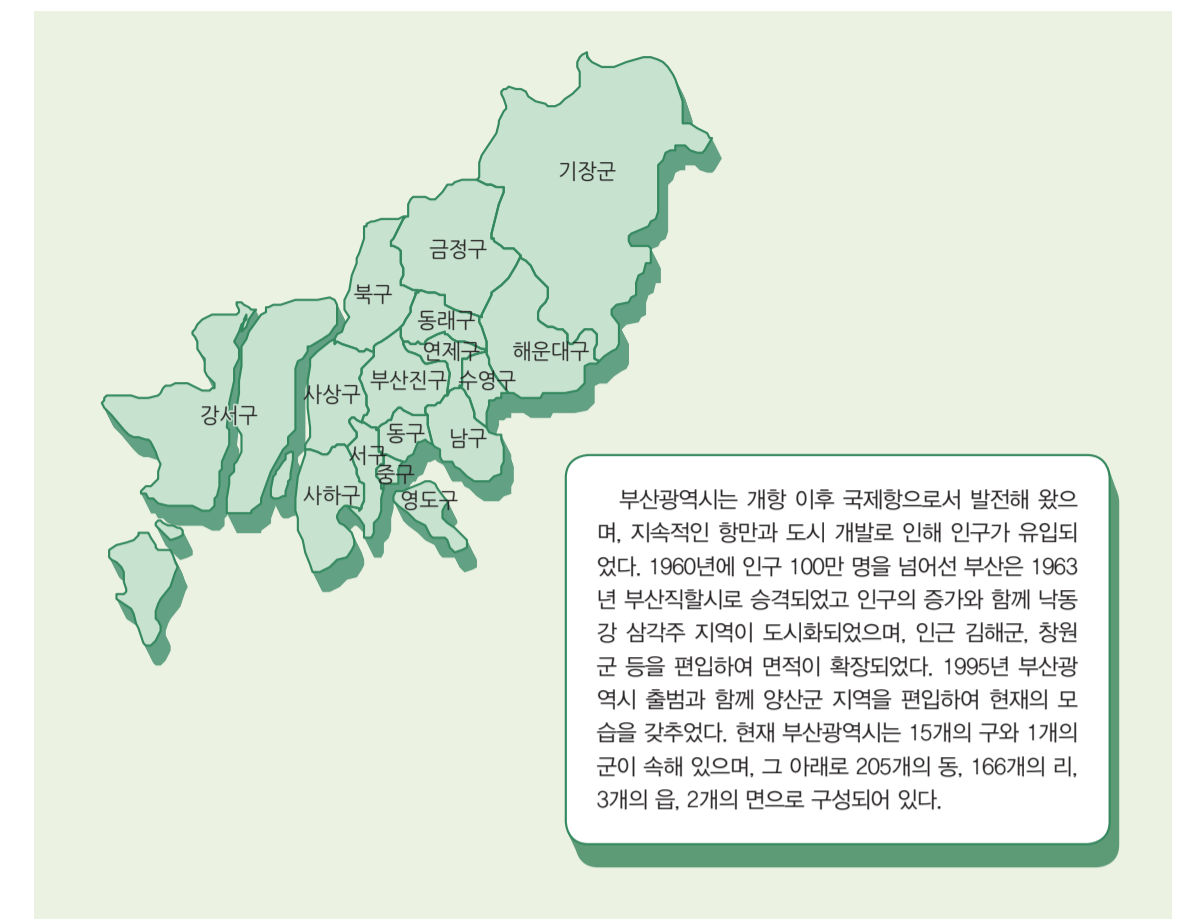 기장군
금정구
북구
동래구
연제구
해운대구
부산진구
수영구
사상구
강서구
동구
남구
서구
중구
사하구
영도구
부산광역시는 개항 이후 국제항으로서 발전해 왔으
며, 지속적인 항만과 도시 개발로 인해 인구가 유입되
었다. 1960년에 인구 100만 명을 넘어선 부산은 1963
년 부산직할시로 승격되었고 인구의 증가와 함께 낙동
강 삼각주 지역이 도시화되었으며, 인근 김해군, 창원
군 등을 편입하여 면적이 확장되었다. 1995년 부산광
역시 출범과 함께 양산군 지역을 편입하여 현재의 모
습을 갖추었다. 현재 부산광역시는 15개의 구와 1개의
군이 속해 있으며, 그 아래로 205개의 동, 166개의 리,
3개의 읍, 2개의 면으로 구성되어 있다.